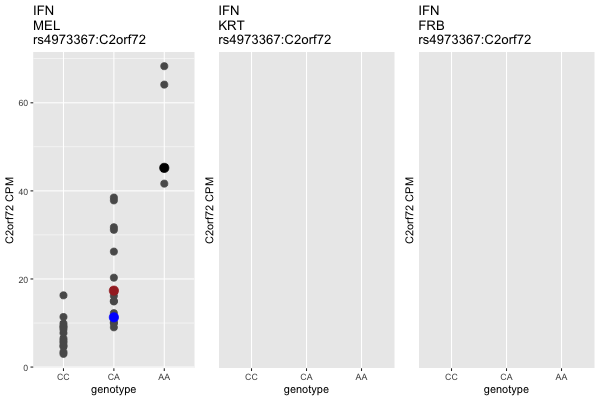 IFN
MEL
rs4973367:C2orf72
IFN
KRT
rs4973367:C2orf72
IFN
FRB
rs4973367:C2orf72
C2orf72 CPM
60
40
20
0
CC CA AA
genotype
C2orf72 CPM
CC CA AA
genotype
C2orf72 CPM
CC CA AA
genotype